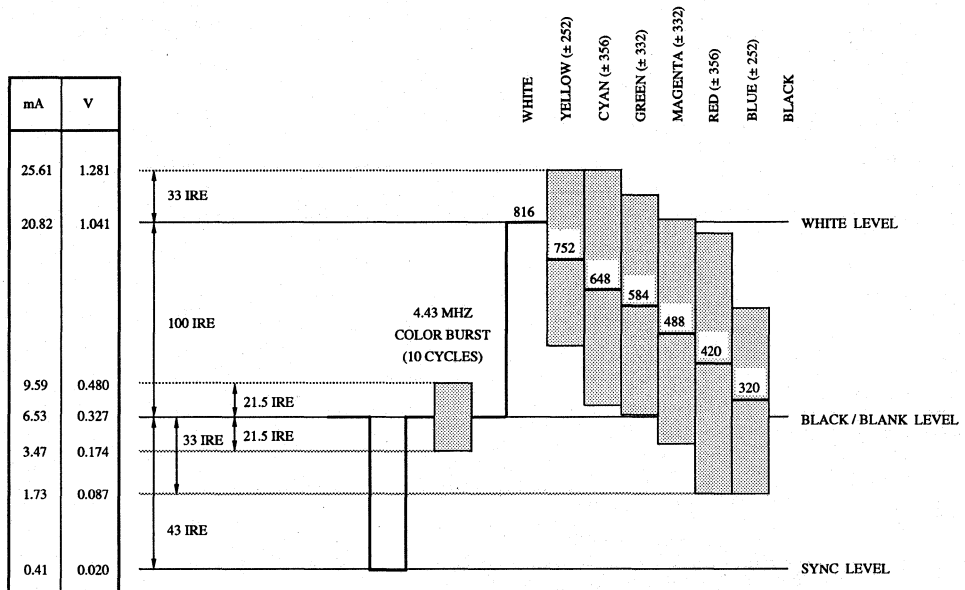 mA V
25.61 1.281
20.82 1.041
9.59 0.480
6.53 0.327
3.47 0.174
1.73 0.087
0.41 0.020
WHITE
YELLOW (± 252)
CYAN (± 356)
GREEN (± 332)
MAGENTA (± 332)
RED (± 356)
BLUE (± 252)
BLACK
33 IRE
100 IRE
21.5 IRE
21.5 IRE
33 IRE
43 IRE
4.43 MHZ
COLOR BURST
(10 CYCLES)
816
752
648
584
488
420
320
WHITE LEVEL
BLACK / BLANK LEVEL
SYNC LEVEL